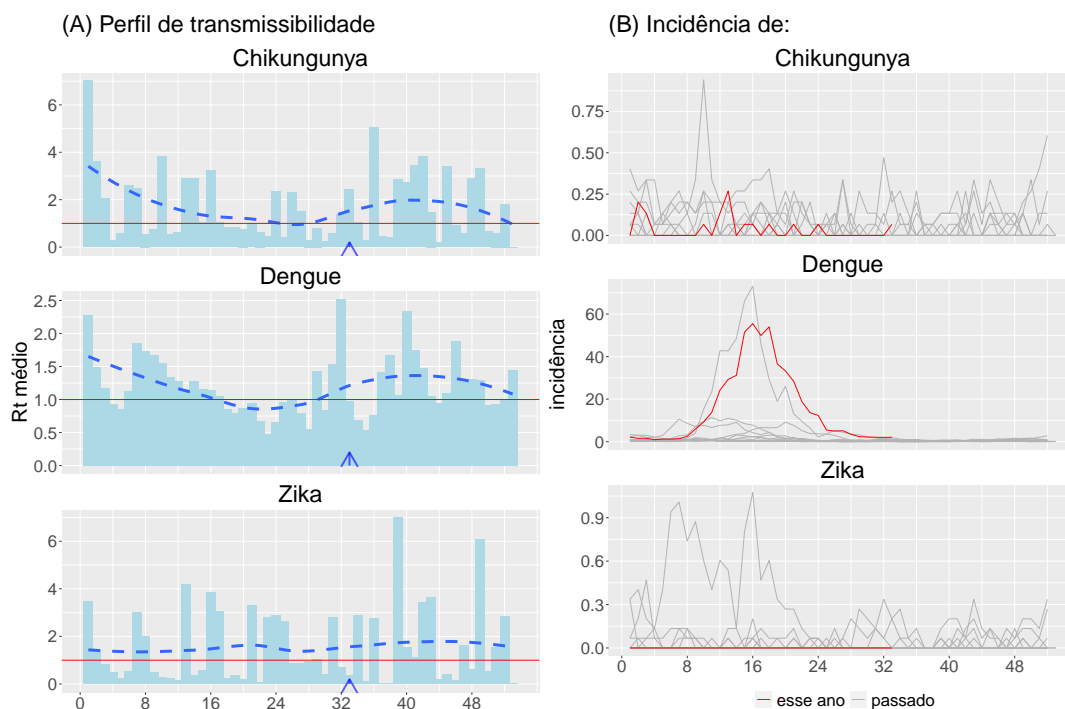 (A) Perfil de transmissibilidade
Chikungunya
6
4
2
0
Dengue
2.5
2.0
1.5
1.0
0.5
0.0
Rt médio
Zika
6
4
2
0
0 8 16 24 32 40 48
(B) Incidência de:
Chikungunya
0.75
0.50
0.25
0.00
Dengue
60
40
20
0
incidência
Zika
0.9
0.6
0.3
0.0
0 8 16 24 32 40 48
esse ano passado